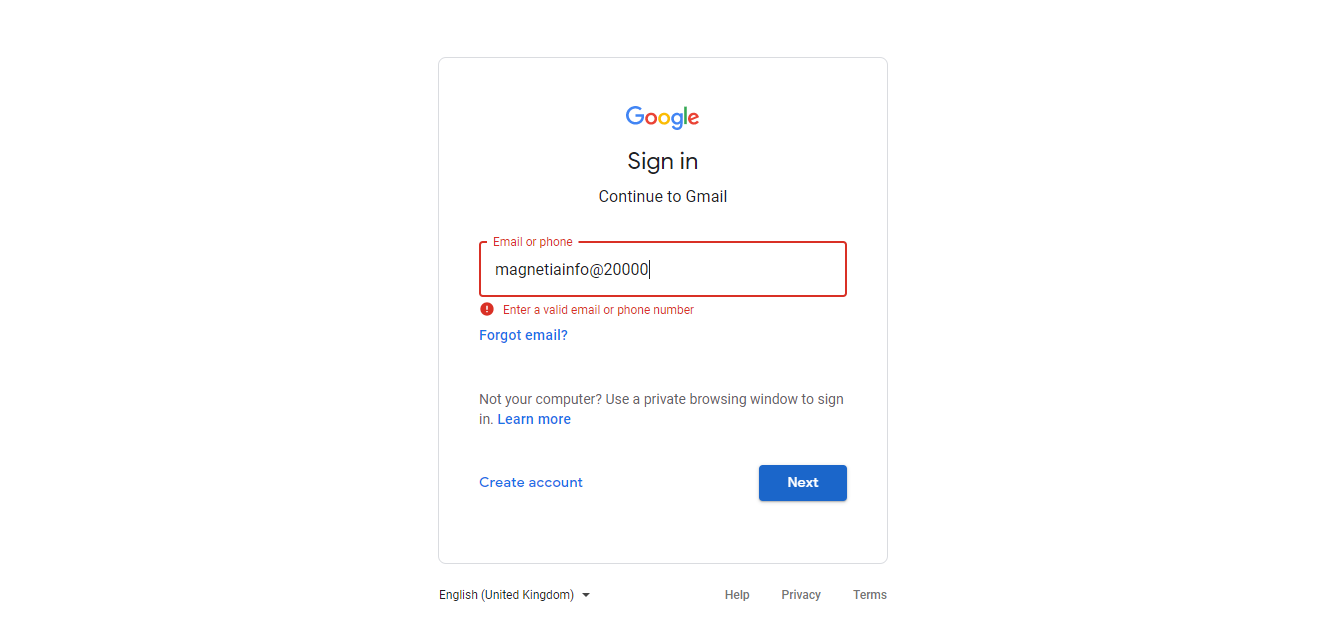 Google
Sign in
Continue to Gmail
Email or phone
magnetiainfo@20000
Enter a valid email or phone number
Forgot email?
Not your computer? Use a private browsing window to sign
in. Learn more
Create account
Next
English (United Kingdom)
Help
Privacy
Terms